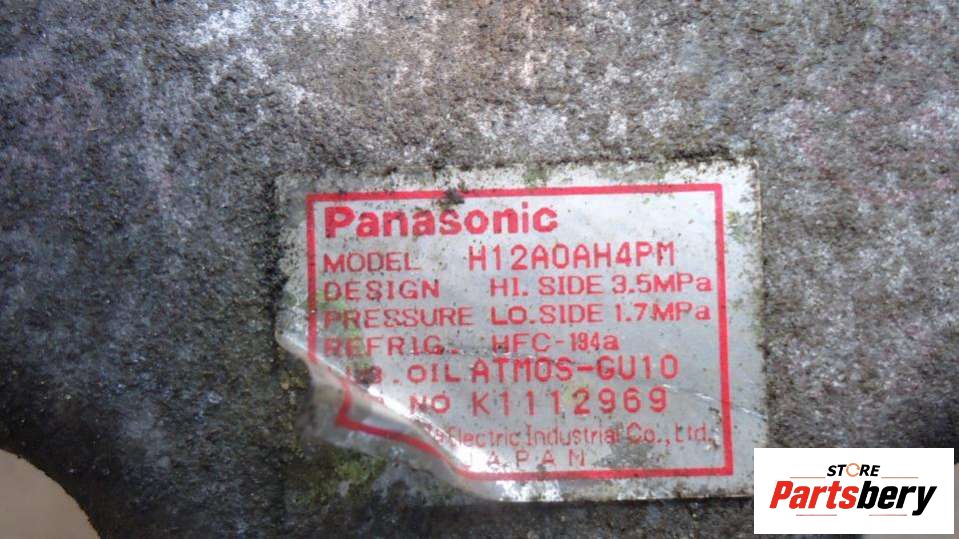 Panasonic
MODEL H12A0AH4PM
DESIGN HI. SIDE 3.5MPa
PRESSURE LO. SIDE 1.7MPa
REFRIG. HFC-134a
OIL ATMOS-GU10
NO K1112969
Electric Industrial Co., Ltd.
JAPAN
STORE
Partsbery